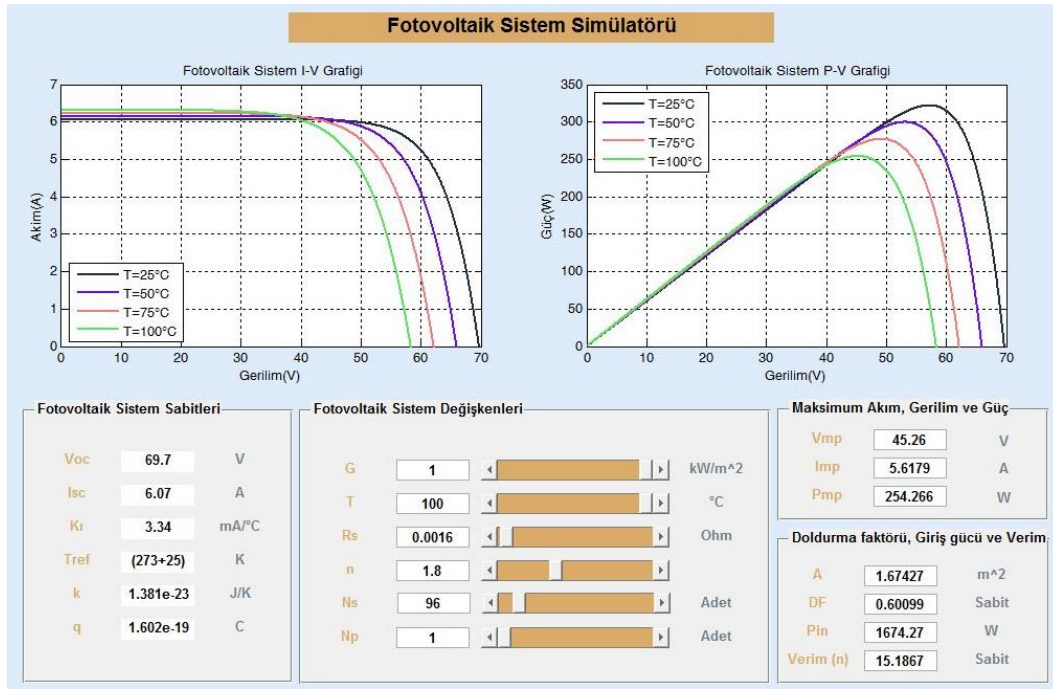 Fotovoltaik Sistem Simülatörü
Fotovoltaik Sistem I-V Grafigi
7
6
5
4
3
2
1
0
Akim(A)
T=25°C
T=50°C
T=75°C
T=100°C
0 10 20 30 40 50 60 70
Gerilim(V)
Fotovoltaik Sistem P-V Grafigi
350
300
250
200
150
100
50
0
Güç(W)
T=25°C
T=50°C
T=75°C
T=100°C
0 10 20 30 40 50 60 70
Gerilim(V)
Fotovoltaik Sistem Sabitleri
Voc 69.7 V
Isc 6.07 A
Kı 3.34 mA/°C
Tref (273+25) K
k 1.381e-23 J/K
q 1.602e-19 C
Fotovoltaik Sistem Değişkenleri
G 1 kW/m^2
T 100 °C
Rs 0.0016 Ohm
n 1.8
Ns 96 Adet
Np 1 Adet
Maksimum Akım, Gerilim ve Güç
Vmp 45.26 V
Imp 5.6179 A
Pmp 254.266 W
Doldurma faktörü, Giriş gücü ve Verim
A 1.67427 m^2
DF 0.60099 Sabit
Pin 1674.27 W
Verim (n) 15.1867 Sabit